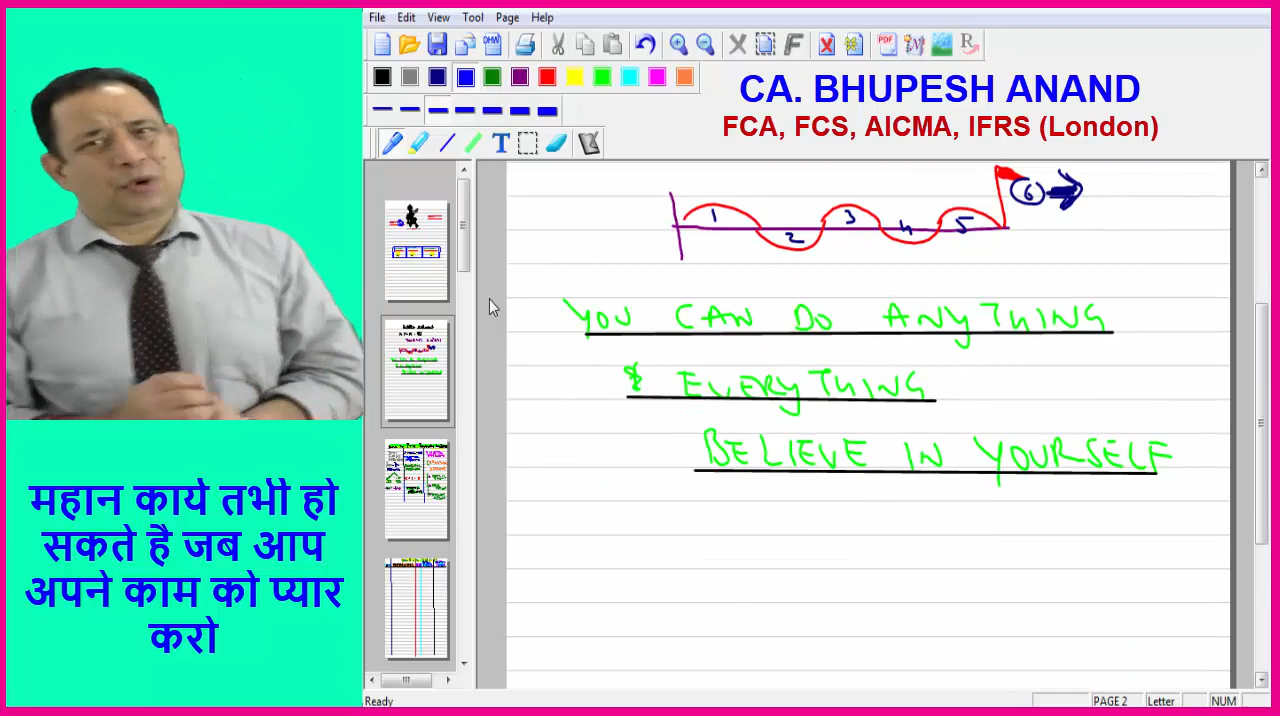 File Edit View Tool Page Help
CA. BHUPESH ANAND
FCA, FCS, AICMA, IFRS (London)
1 2 3 4 5 6
YOU CAN DO ANYTHING
& EVERYTHING
BELIEVE IN YOURSELF
महान कार्य तभी हो
सकते है जब आप
अपने काम को प्यार
करो
Ready PAGE 2 Letter NUM